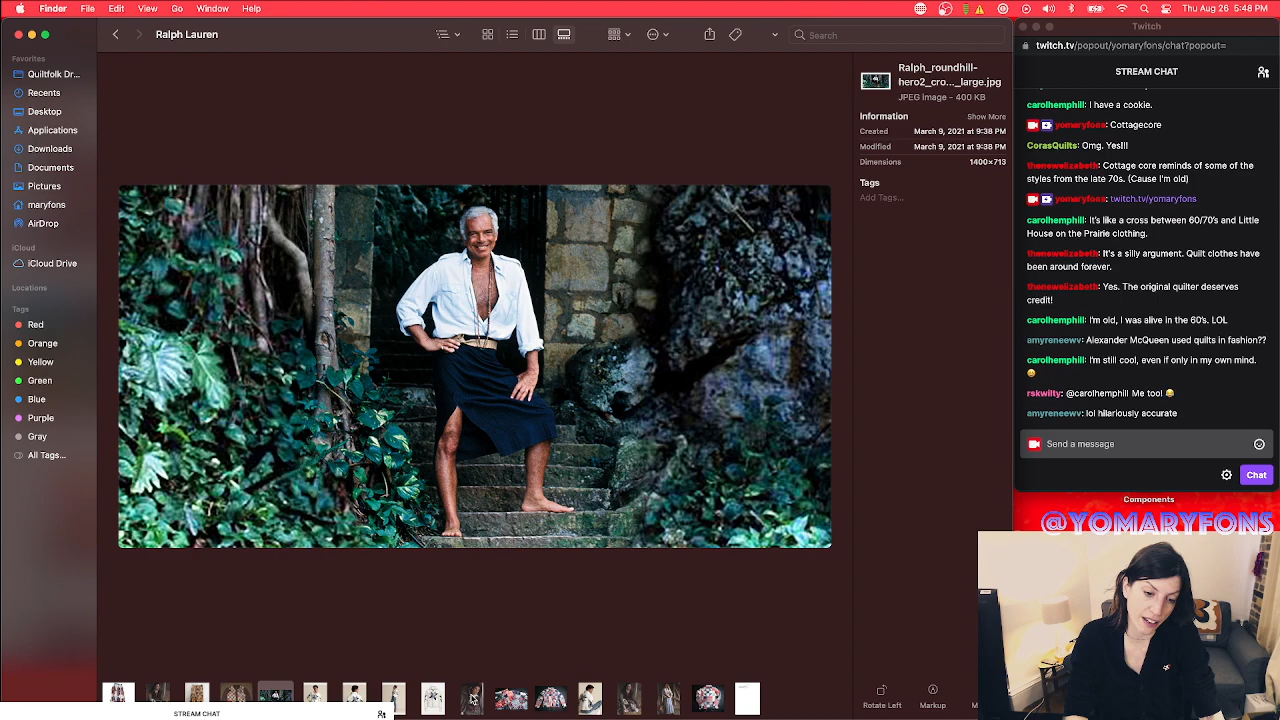 Finder File Edit View Go Window Help
Thu Aug 26 5:48 PM
Ralph Lauren
Search
Favorites
Quiltfolk Dr...
Recents
Desktop
Applications
Downloads
Documents
Pictures
maryfons
AirDrop
iCloud
iCloud Drive
Locations
Tags
Red
Orange
Yellow
Green
Blue
Purple
Gray
All Tags...
Ralph_roundhill-
hero2_cro..._large.jpg
JPEG image - 400 KB
Information Show More
Created March 9, 2021 at 9:38 PM
Modified March 9, 2021 at 9:38 PM
Dimensions 1400×713
Tags
Add Tags...
Rotate Left Markup M
STREAM CHAT
Twitch
twitch.tv/popout/yomaryfons/chat?popout=
STREAM CHAT
carolhemphill: I have a cookie.
yomaryfons: Cottagecore
CorasQuilts: Omg. Yes!!!
thenewelizabeth: Cottage core reminds of some of the
styles from the late 70s. (Cause I'm old)
yomaryfons: twitch.tv/yomaryfons
carolhemphill: It's like a cross between 60/70's and Little
House on the Prairie clothing.
thenewelizabeth: It's a silly argument. Quilt clothes have
been around forever.
thenewelizabeth: Yes. The original quilter deserves
credit!
carolhemphill: I'm old, I was alive in the 60's. LOL
amyreneewv: Alexander McQueen used quilts in fashion??
carolhemphill: I'm still cool, even if only in my own mind.
😀
rskwilty: @carolhemphill Me too! 😂
amyreneewv: lol hilariously accurate
Send a message
Chat
Components
@YOMARYFONS